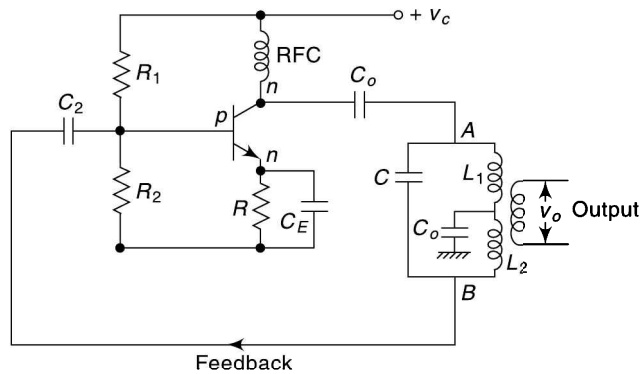 + v_c
RFC
R_1
n
C_o
C_2
p
A
n
L_1
C
R_2
R
C_E
C_o
v_o Output
L_2
B
Feedback